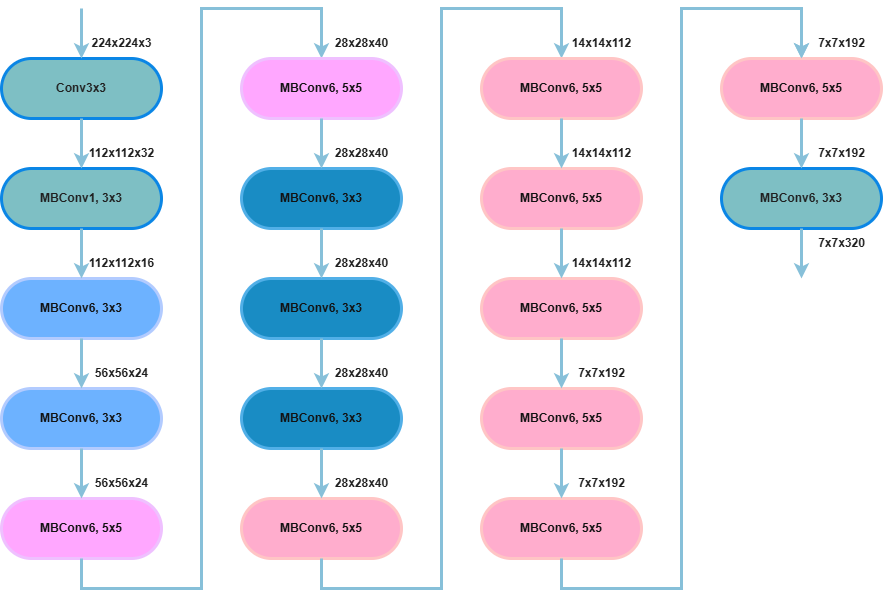 224x224x3
Conv3x3
112x112x32
MBConv1, 3x3
112x112x16
MBConv6, 3x3
56x56x24
MBConv6, 3x3
56x56x24
MBConv6, 5x5
28x28x40
MBConv6, 5x5
28x28x40
MBConv6, 3x3
28x28x40
MBConv6, 3x3
28x28x40
MBConv6, 3x3
28x28x40
MBConv6, 5x5
14x14x112
MBConv6, 5x5
14x14x112
MBConv6, 5x5
14x14x112
MBConv6, 5x5
7x7x192
MBConv6, 5x5
7x7x192
MBConv6, 5x5
7x7x192
MBConv6, 5x5
7x7x192
MBConv6, 3x3
7x7x320